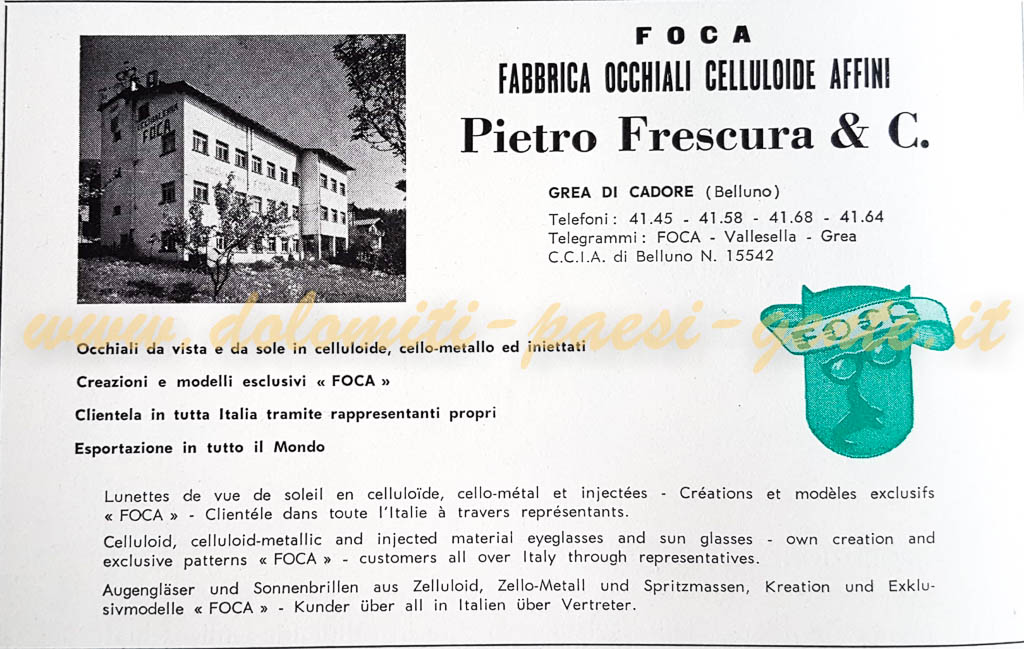 FOCA
FABBRICA OCCHIALI CELLULOIDE AFFINI
Pietro Frescura & C.
GREA DI CADORE (Belluno)
Telefoni: 41.45 - 41.58 - 41.68 - 41.64
Telegrammi: FOCA - Vallesella - Grea
C.C.I.A. di Belluno N. 15542
FOCA
FOCA
www.dolomiti-paesi-gente.it
Occhiali da vista e da sole in celluloide, cello-metallo ed iniettati
Creazioni e modelli esclusivi « FOCA »
Clientela in tutta Italia tramite rappresentanti propri
Esportazione in tutto il Mondo
Lunettes de vue de soleil en celluloïde, cello-métal et injectées - Créations et modèles exclusifs
« FOCA » - Clientéle dans toute l'Italie à travers représentants.
Celluloid, celluloid-metallic and injected material eyeglasses and sun glasses - own creation and
exclusive patterns « FOCA » - customers all over Italy through representatives.
Augengläser und Sonnenbrillen aus Zelluloid, Zello-Metall und Spritzmassen, Kreation und Exklu-
sivmodelle « FOCA » - Kunder über all in Italien über Vertreter.